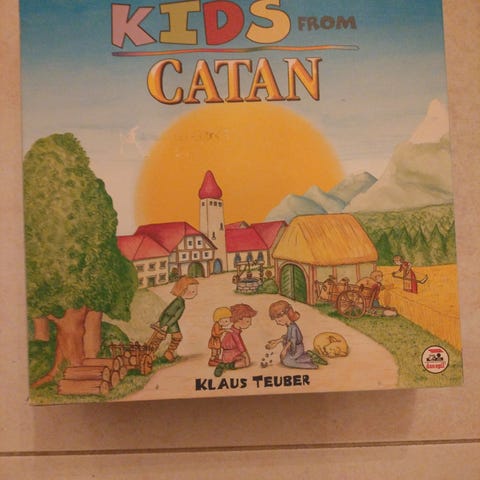 KIDS FROM
CATAN
KLAUS TEUBER